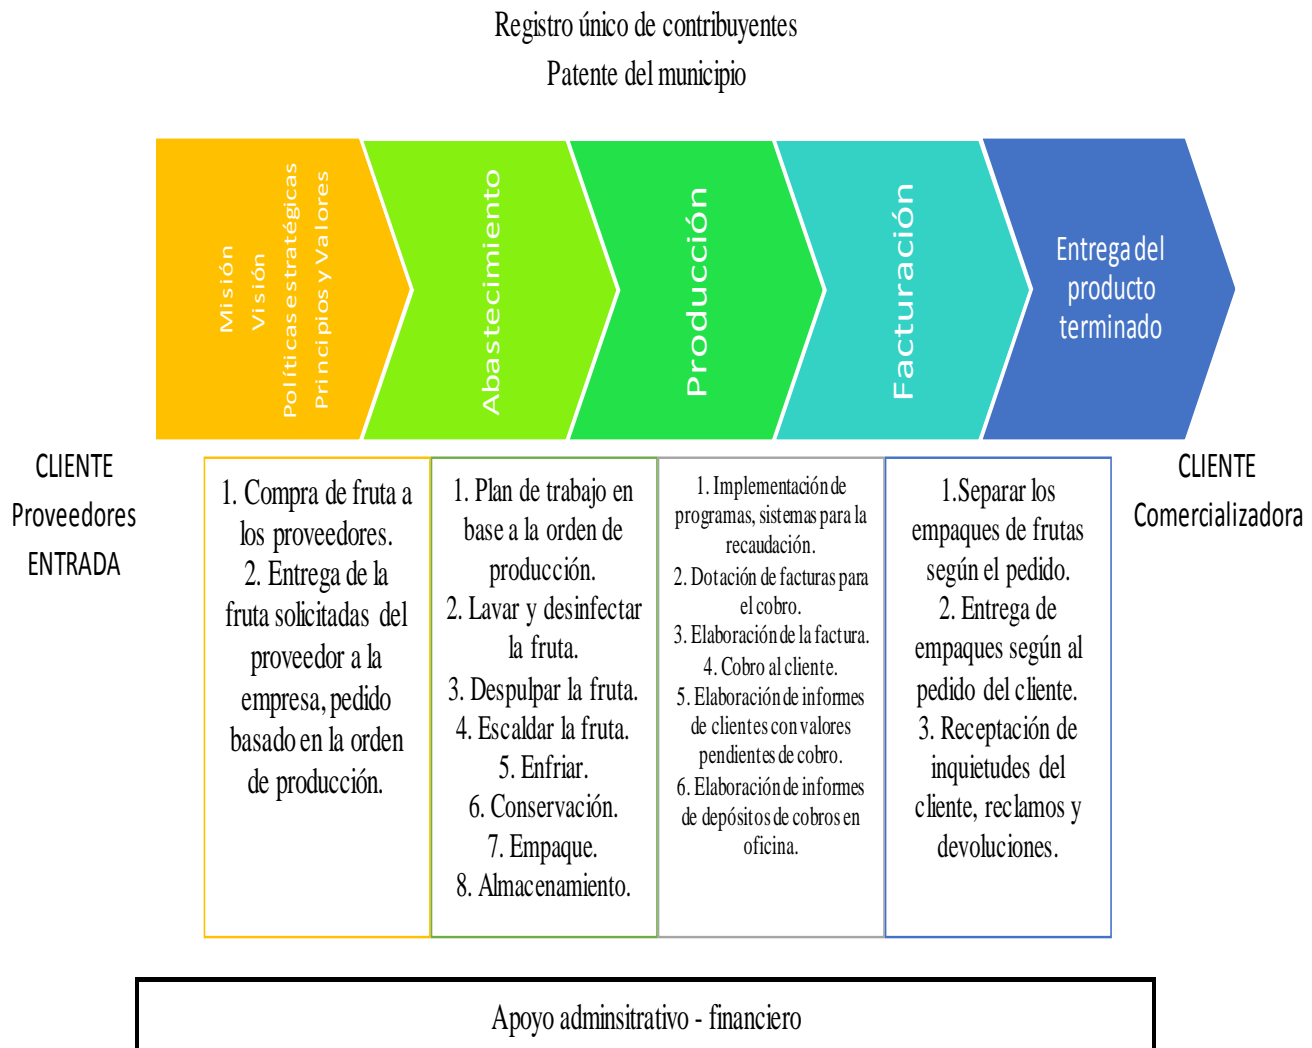 Registro único de contribuyentes
Patente del municipio
Misión
Visión
Políticas estratégicas
Principios y Valores
Abastecimiento
Producción
Facturación
Entrega del
producto
terminado
CLIENTE
Proveedores
ENTRADA
1. Compra de fruta a
los proveedores.
2. Entrega de la
fruta solicitadas del
proveedor a la
empresa, pedido
basado en la orden
de producción.
1. Plan de trabajo en
base a la orden de
producción.
2. Lavar y desinfectar
la fruta.
3. Despulpar la fruta.
4. Escaldar la fruta.
5. Enfriar.
6. Conservación.
7. Empaque.
8. Almacenamiento.
1. Implementación de
programas, sistemas para la
recaudación.
2. Dotación de facturas para
el cobro.
3. Elaboración de la factura.
4. Cobro al cliente.
5. Elaboración de informes
de clientes con valores
pendientes de cobro.
6. Elaboración de informes
de depósitos de cobros en
oficina.
1.Separar los
empaques de frutas
según el pedido.
2. Entrega de
empaques según al
pedido del cliente.
3. Receptación de
inquietudes del
cliente, reclamos y
devoluciones.
CLIENTE
Comercializadora
Apoyo adminsitrativo - financiero